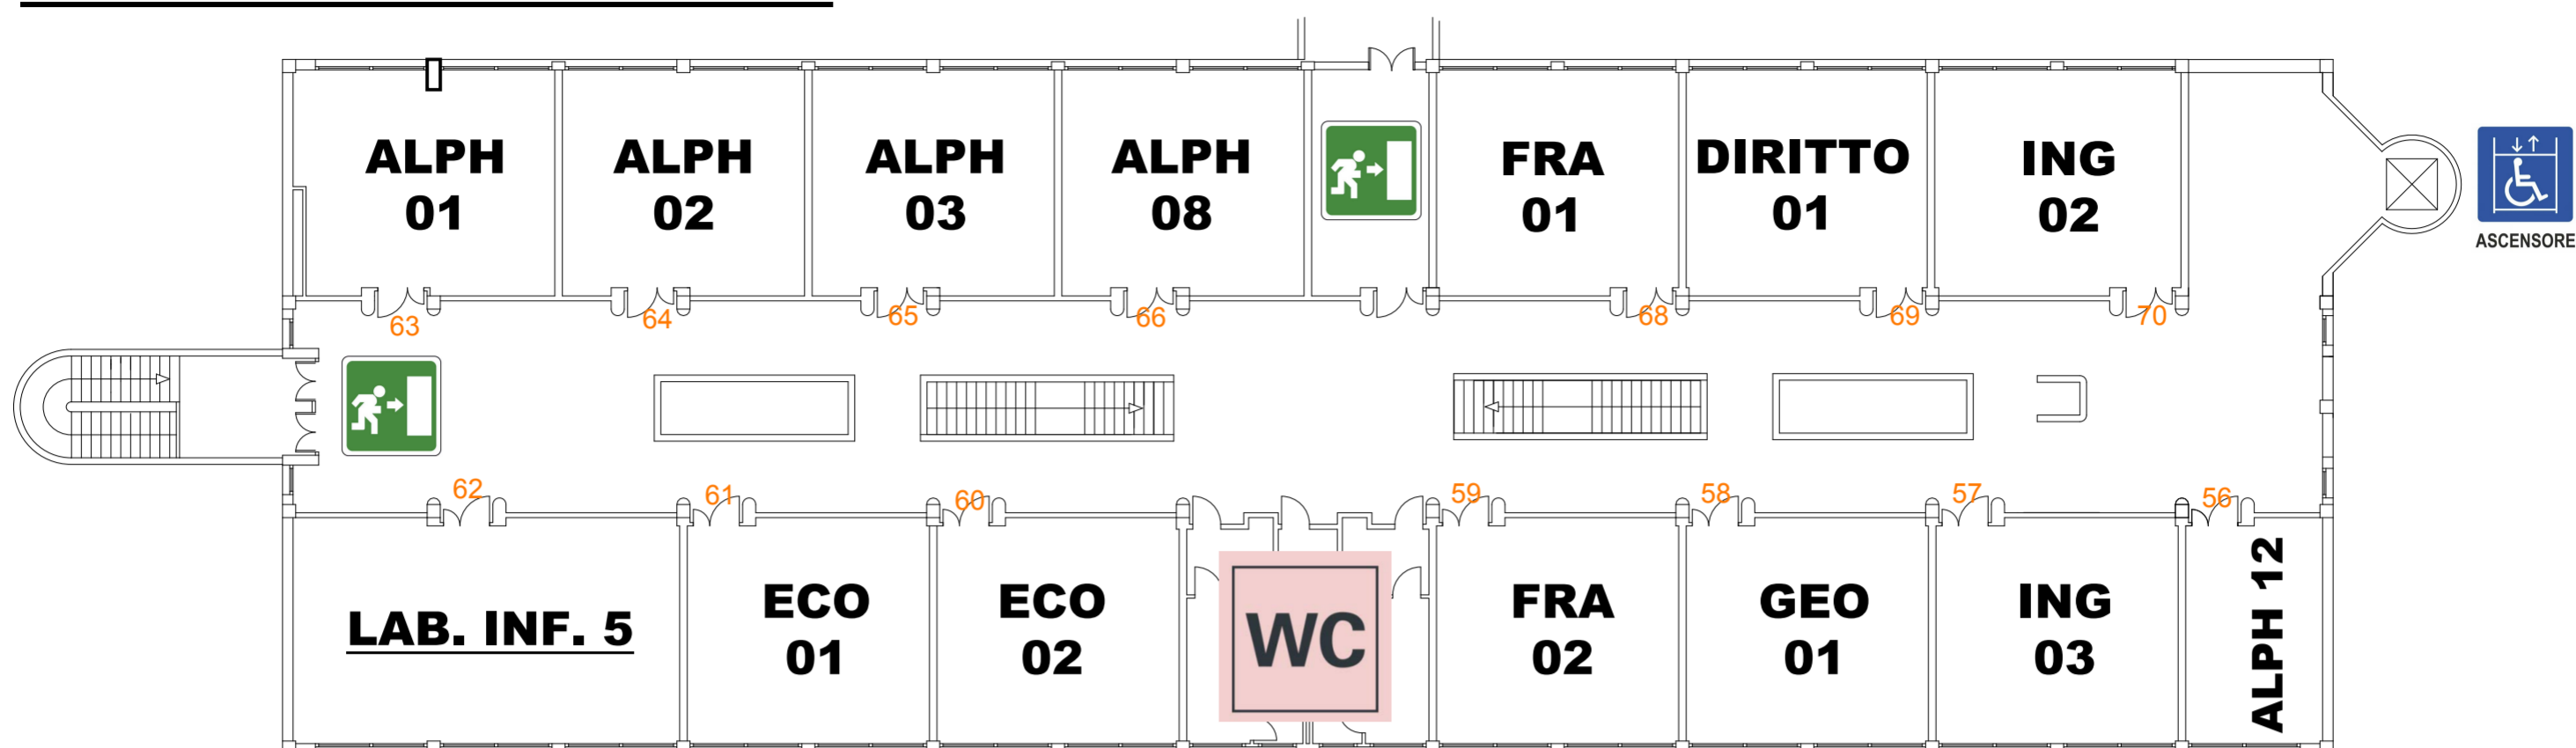 ALPH
01
ALPH
02
ALPH
03
ALPH
08
FRA
01
DIRITTO
01
ING
02
ASCENSORE
63
64
65
66
68
69
70
62
61
60
59
58
57
56
LAB. INF. 5
ECO
01
ECO
02
WC
FRA
02
GEO
01
ING
03
ALPH 12